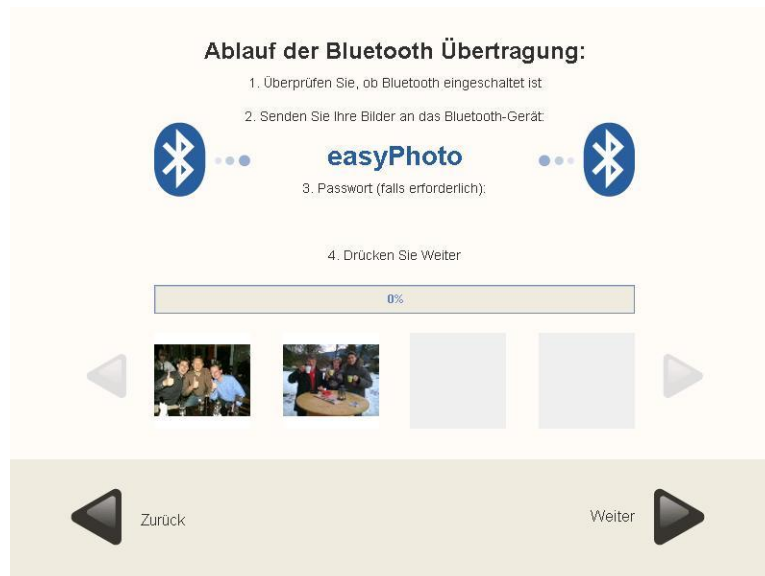 Ablauf der Bluetooth Übertragung:
1. Überprüfen Sie, ob Bluetooth eingeschaltet ist
2. Senden Sie Ihre Bilder an das Bluetooth-Gerät:
easyPhoto
3. Passwort (falls erforderlich):
4. Drücken Sie Weiter
0%
Zurück
Weiter